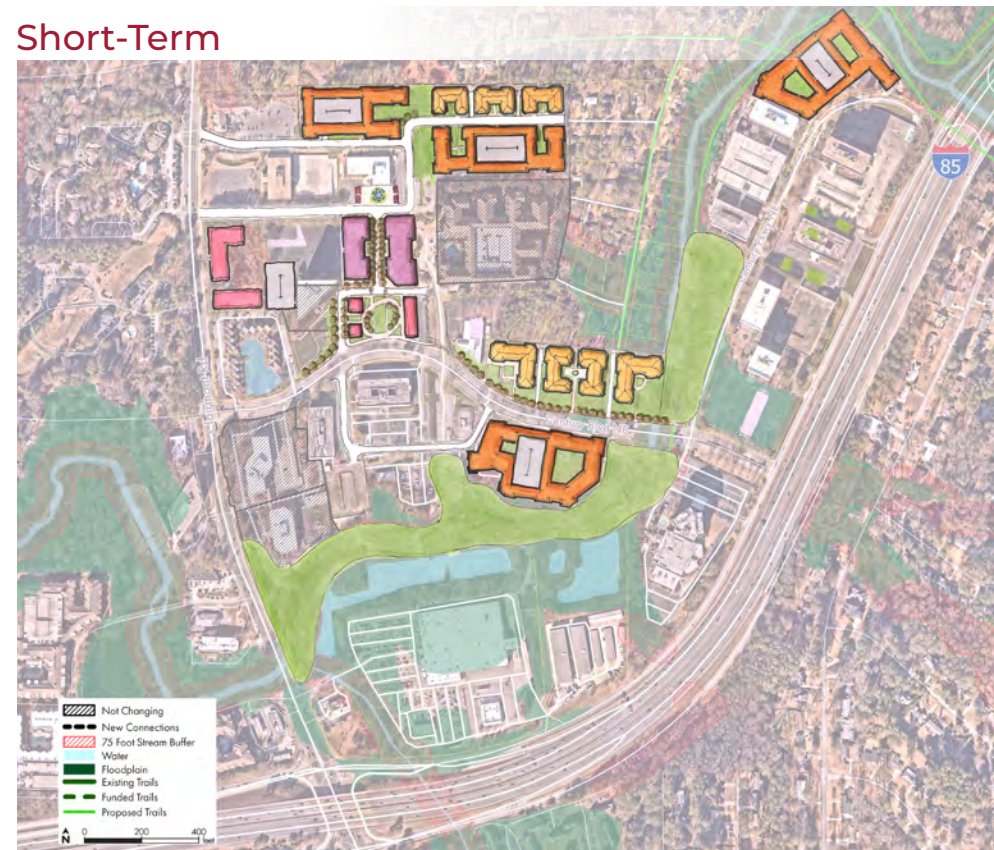 Short-Term
85
Not Changing
New Connections
75 Foot Stream Buffer
Water
Floodplain
Existing Trails
Funded Trails
Proposed Trails
N
0 200 400
feet